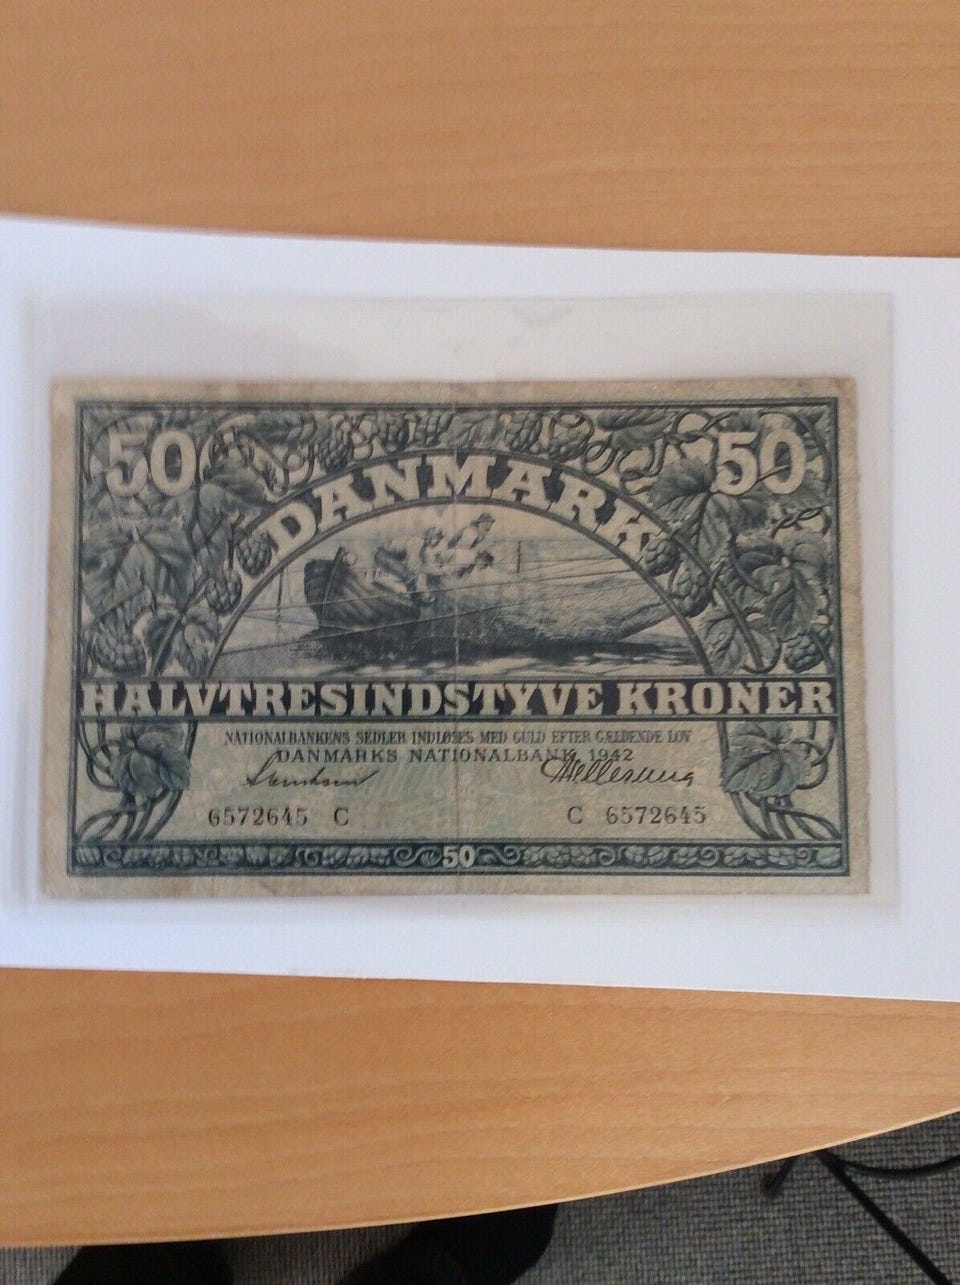 50 50
DANMARK
HALVTRESINDSTYVE KRONER
NATIONALBANKENS SEDLER INDLØSES MED GULD EFTER GÆLDENDE LOV
DANMARKS NATIONALBANK 1942
Svendsen
6572645 C C 6572645
50